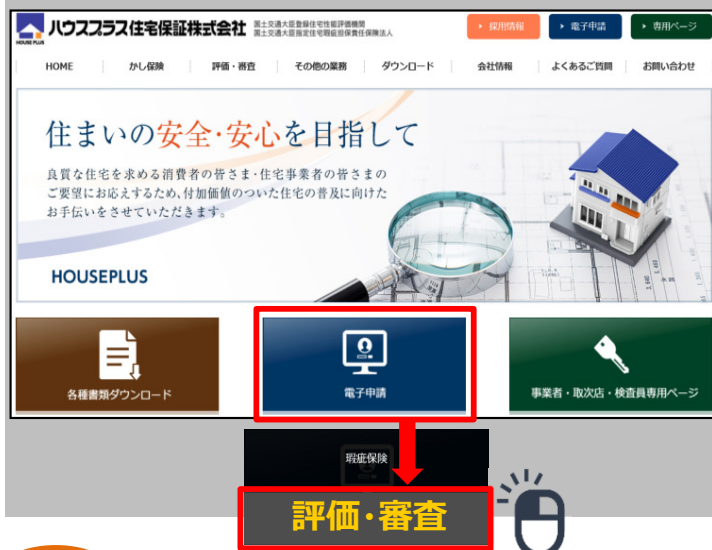 ハウスプラス住宅保証株式会社
国土交通大臣登録住宅性能評価機関
国土交通大臣指定住宅瑕疵担保責任保険法人
HOUSE PLUS
採用情報
電子申請
専用ページ
HOME かし保険 評価・審査 その他の業務 ダウンロード 会社情報 よくあるご質問 お問い合わせ
住まいの安全・安心を目指して
良質な住宅を求める消費者の皆さま・住宅事業者の皆さまの
ご要望にお応えするため、付加価値のついた住宅の普及に向けた
お手伝いをさせていただきます。
HOUSEPLUS
各種書類ダウンロード
電子申請
事業者・取次店・検査員専用ページ
瑕疵保険
評価・審査